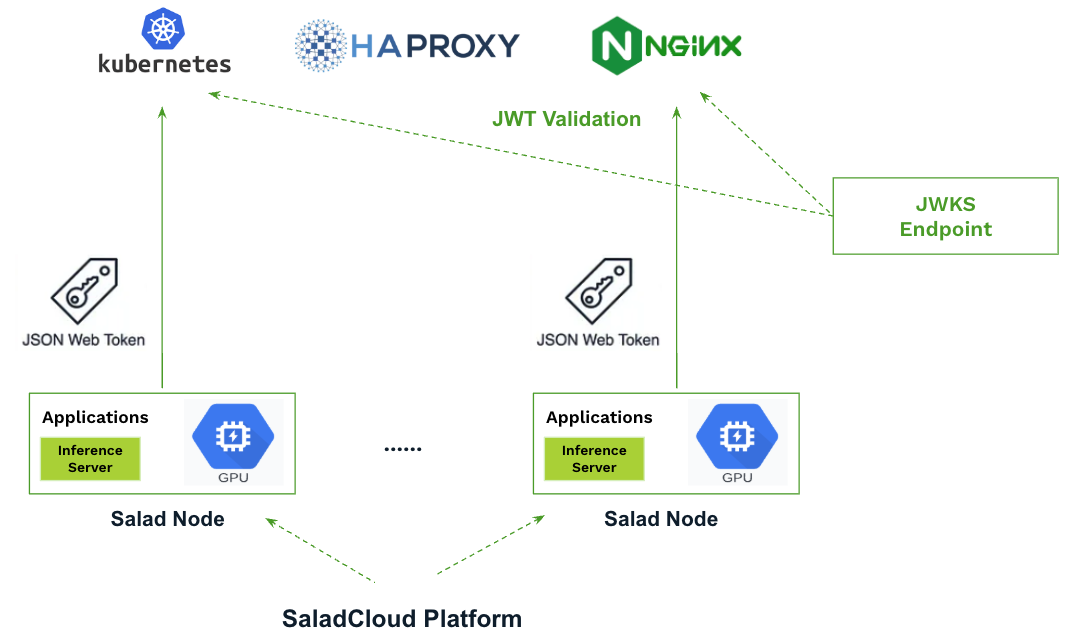 kubernetes
HAPROXY
N NGINX
JWT Validation
JWKS
Endpoint
JSON Web Token
JSON Web Token
Applications
Inference
Server
GPU
......
Applications
Inference
Server
GPU
Salad Node
Salad Node
SaladCloud Platform